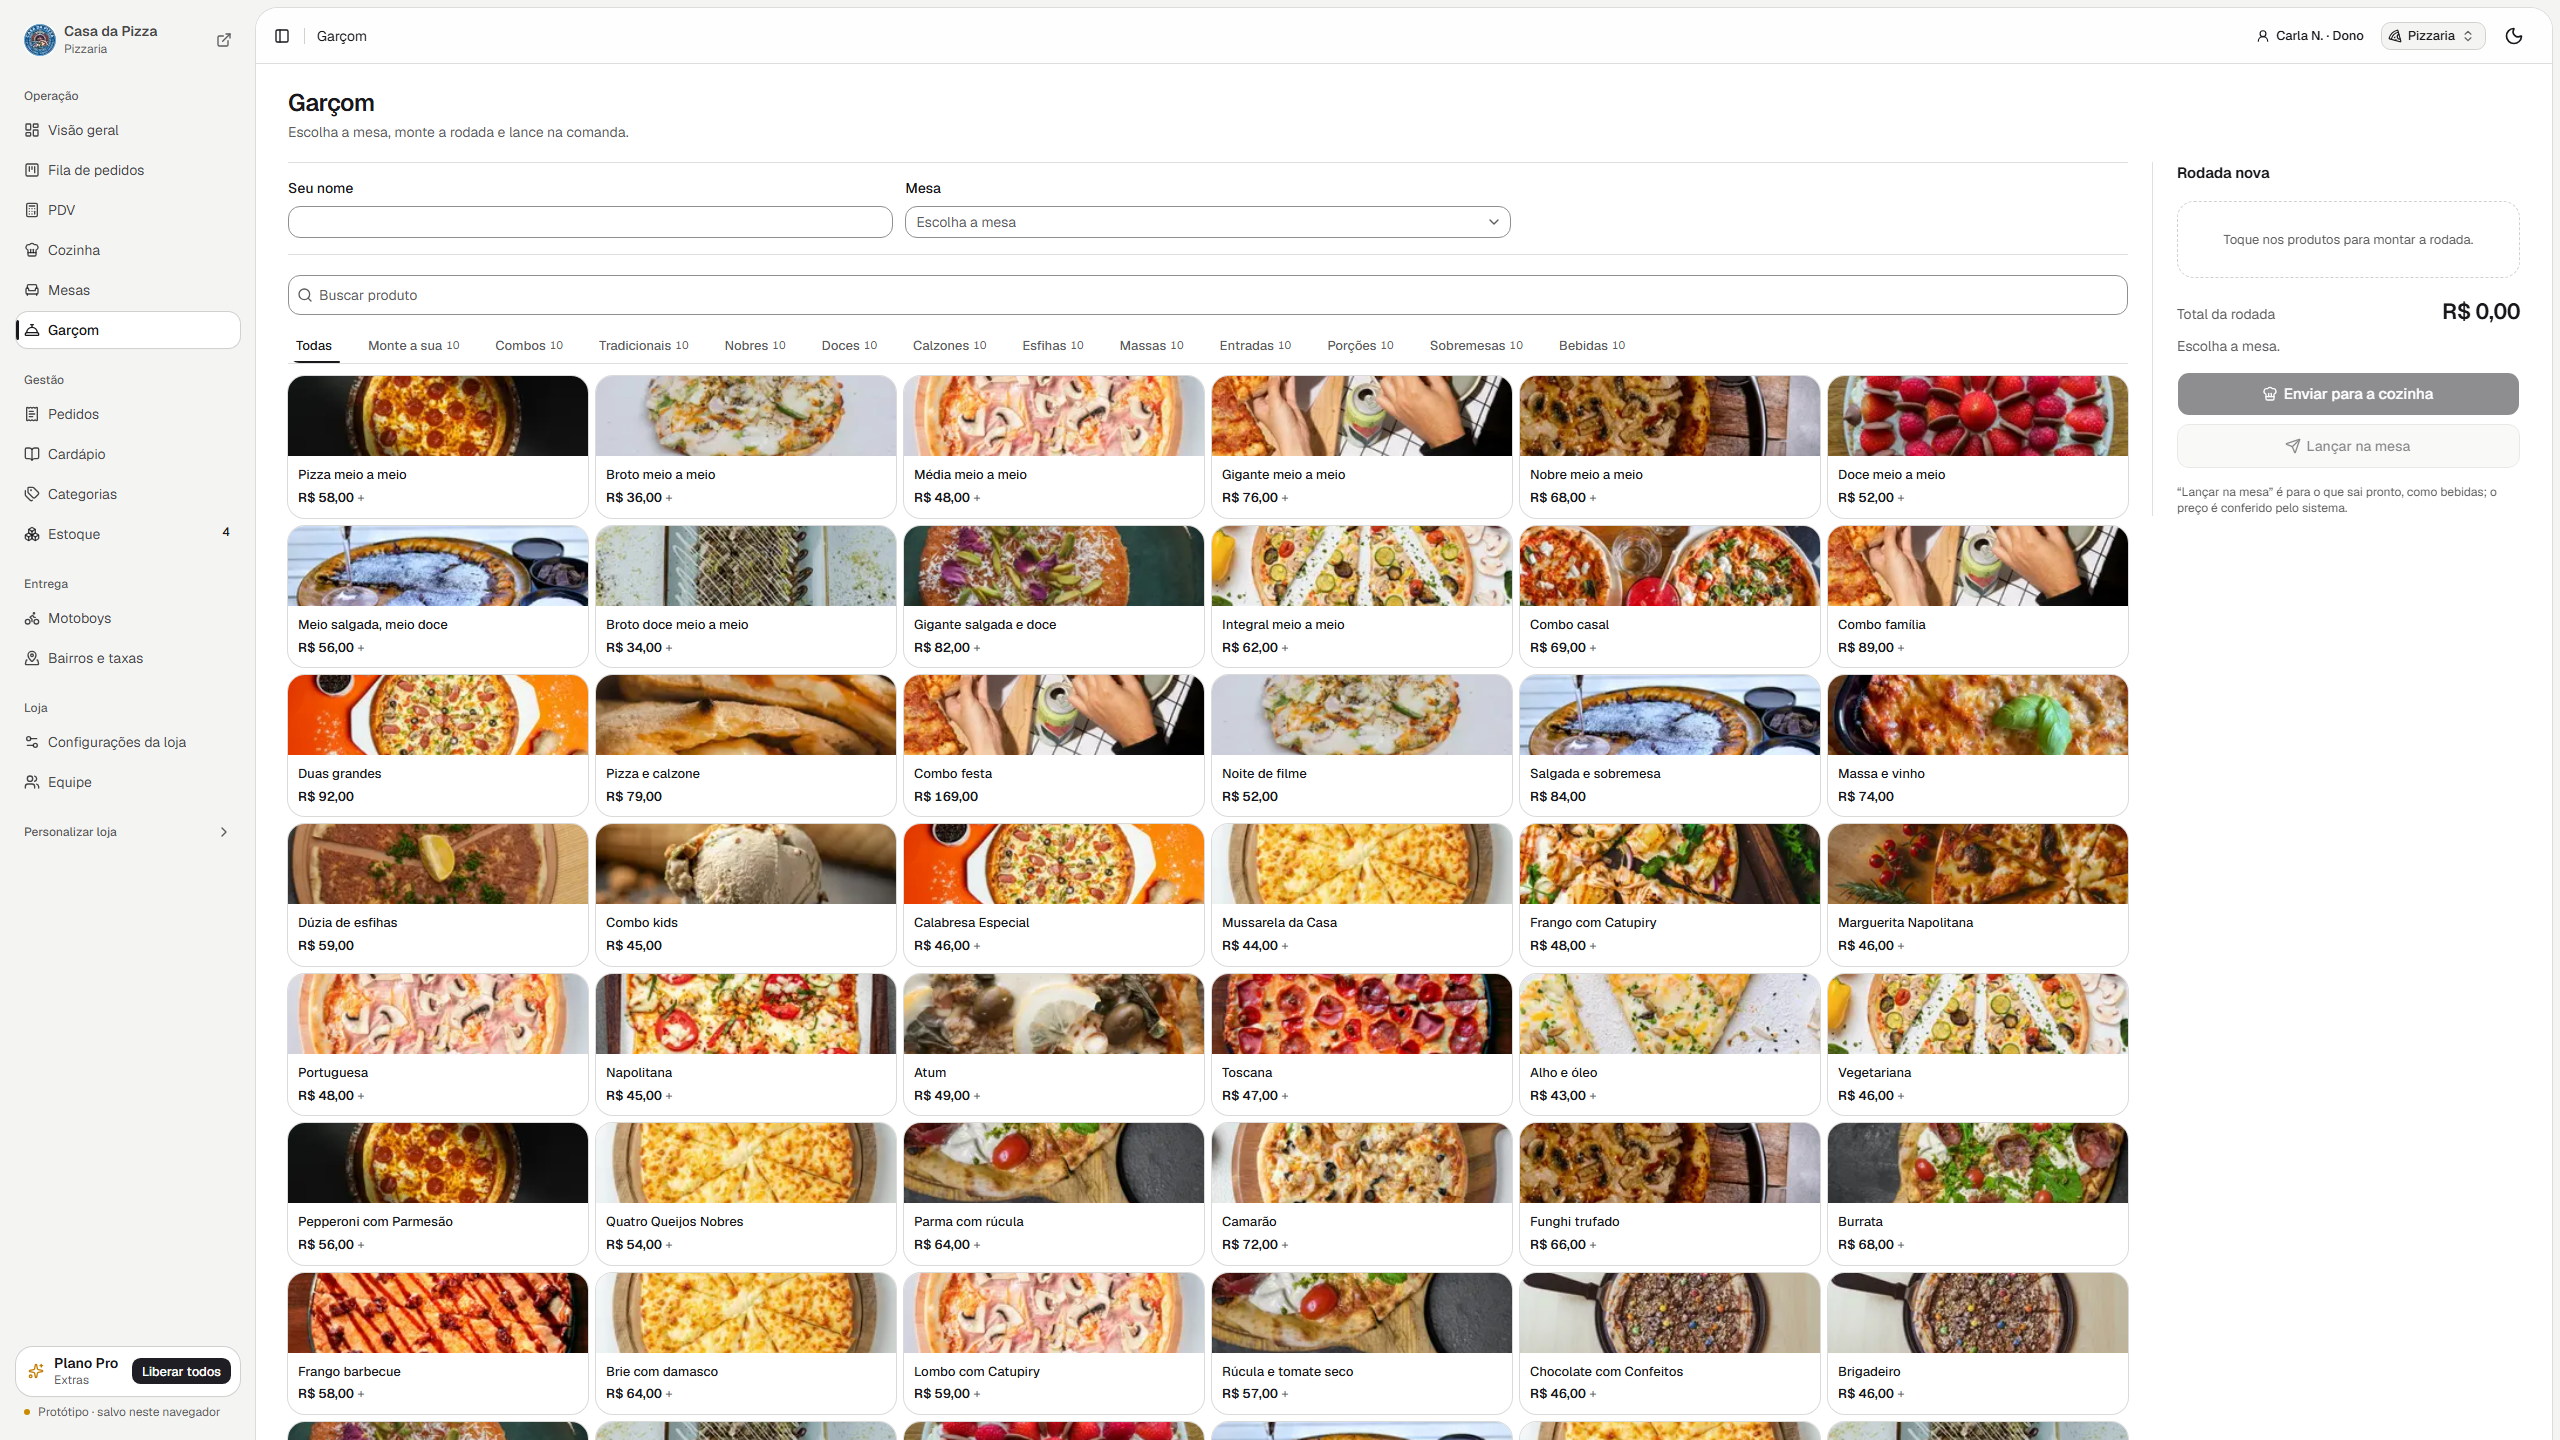 Casa da Pizza
Pizzaria
Operação
Visão geral
Fila de pedidos
PDV
Cozinha
Mesas
Garçom
Gestão
Pedidos
Cardápio
Categorias
Estoque 4
Entrega
Motoboys
Bairros e taxas
Loja
Configurações da loja
Equipe
Personalizar loja
Plano Pro
Extras
Liberar todos
Protótipo · salvo neste navegador
Garçom
Carla N. · Dono
Pizzaria
Garçom
Escolha a mesa, monte a rodada e lance na comanda.
Seu nome
Mesa
Escolha a mesa
Buscar produto
Todas Monte a sua 10 Combos 10 Tradicionais 10 Nobres 10 Doces 10 Calzones 10 Esfihas 10 Massas 10 Entradas 10 Porções 10 Sobremesas 10 Bebidas 10
Pizza meio a meio
R$ 58,00 +
Broto meio a meio
R$ 36,00 +
Média meio a meio
R$ 48,00 +
Gigante meio a meio
R$ 76,00 +
Nobre meio a meio
R$ 68,00 +
Doce meio a meio
R$ 52,00 +
Meio salgada, meio doce
R$ 56,00 +
Broto doce meio a meio
R$ 34,00 +
Gigante salgada e doce
R$ 82,00 +
Integral meio a meio
R$ 62,00 +
Combo casal
R$ 69,00 +
Combo família
R$ 89,00 +
Duas grandes
R$ 92,00
Pizza e calzone
R$ 79,00
Combo festa
R$ 169,00
Noite de filme
R$ 52,00
Salgada e sobremesa
R$ 84,00
Massa e vinho
R$ 74,00
Dúzia de esfihas
R$ 59,00
Combo kids
R$ 45,00
Calabresa Especial
R$ 46,00 +
Mussarela da Casa
R$ 44,00 +
Frango com Catupiry
R$ 48,00 +
Marguerita Napolitana
R$ 46,00 +
Portuguesa
R$ 48,00 +
Napolitana
R$ 45,00 +
Atum
R$ 49,00 +
Toscana
R$ 47,00 +
Alho e óleo
R$ 43,00 +
Vegetariana
R$ 46,00 +
Pepperoni com Parmesão
R$ 56,00 +
Quatro Queijos Nobres
R$ 54,00 +
Parma com rúcula
R$ 64,00 +
Camarão
R$ 72,00 +
Funghi trufado
R$ 66,00 +
Burrata
R$ 68,00 +
Frango barbecue
R$ 58,00 +
Brie com damasco
R$ 64,00 +
Lombo com Catupiry
R$ 59,00 +
Rúcula e tomate seco
R$ 57,00 +
Chocolate com Confeitos
R$ 46,00 +
Brigadeiro
R$ 46,00 +
Rodada nova
Toque nos produtos para montar a rodada.
Total da rodada R$ 0,00
Escolha a mesa.
Enviar para a cozinha
Lançar na mesa
“Lançar na mesa” é para o que sai pronto, como bebidas; o
preço é conferido pelo sistema.